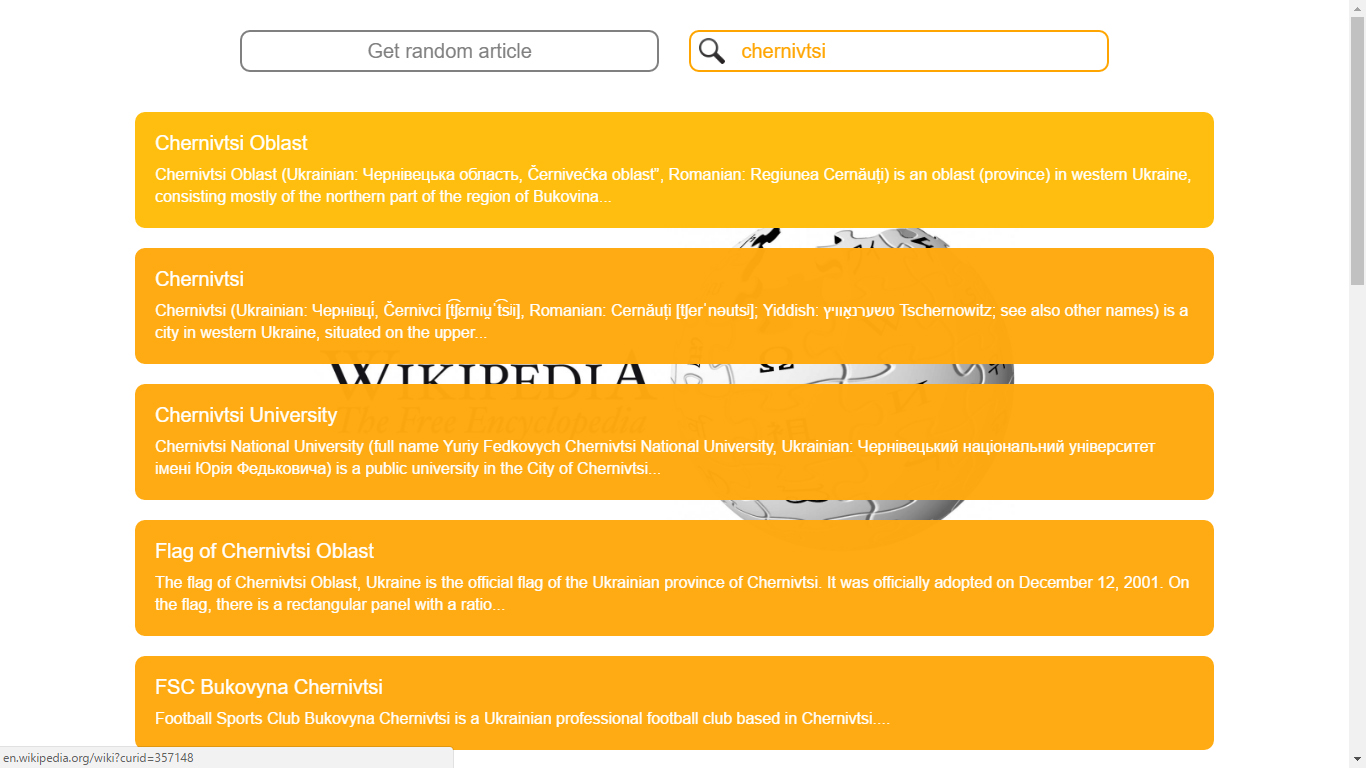 Get random article
chernivtsi
Chernivtsi Oblast
Chernivtsi Oblast (Ukrainian: Чернівецька область, Černivećka oblast", Romanian: Regiunea Cernăuți) is an oblast (province) in western Ukraine,
consisting mostly of the northern part of the region of Bukovina...
Chernivtsi
Chernivtsi (Ukrainian: Чернівці́, Černivci [t͡ʃɛrniu̯ˈt͡sʲi], Romanian: Cernăuți [tʃerˈnəutsʲ]; Yiddish: טשערנאָוויץ Tschernowitz; see also other names) is a
city in western Ukraine, situated on the upper...
WIKIPEDIA
The Free Encyclopedia
Chernivtsi University
Chernivtsi National University (full name Yuriy Fedkovych Chernivtsi National University, Ukrainian: Чернівецький національний університет
імені Юрія Федьковича) is a public university in the City of Chernivtsi...
Flag of Chernivtsi Oblast
The flag of Chernivtsi Oblast, Ukraine is the official flag of the Ukrainian province of Chernivtsi. It was officially adopted on December 12, 2001. On
the flag, there is a rectangular panel with a ratio...
FSC Bukovyna Chernivtsi
Football Sports Club Bukovyna Chernivtsi is a Ukrainian professional football club based in Chernivtsi....
en.wikipedia.org/wiki?curid=357148